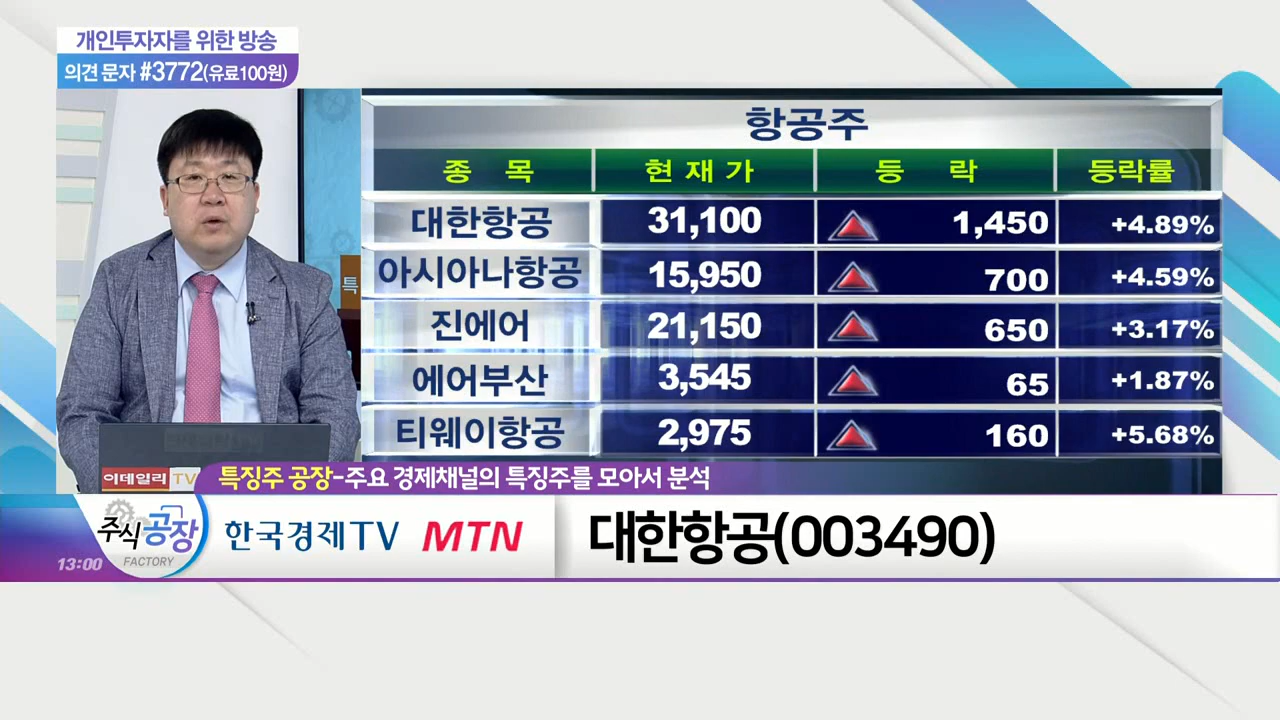 개인투자자를 위한 방송
의견 문자 #3772(유료100원)
항공주
종목 현재가 등락 등락률
대한항공 31,100 1,450 +4.89%
아시아나항공 15,950 700 +4.59%
진에어 21,150 650 +3.17%
에어부산 3,545 65 +1.87%
티웨이항공 2,975 160 +5.68%
특
이데일리 TV 특징주 공장-주요 경제채널의 특징주를 모아서 분석
주식공장 FACTORY
한국경제TV MTN
대한항공(003490)
13:00